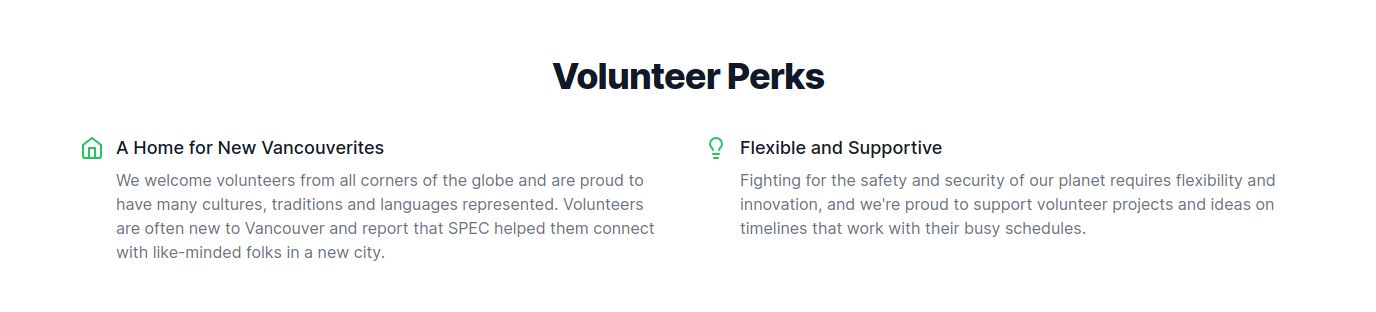 Volunteer Perks
A Home for New Vancouverites
We welcome volunteers from all corners of the globe and are proud to
have many cultures, traditions and languages represented. Volunteers
are often new to Vancouver and report that SPEC helped them connect
with like-minded folks in a new city.
Flexible and Supportive
Fighting for the safety and security of our planet requires flexibility and
innovation, and we're proud to support volunteer projects and ideas on
timelines that work with their busy schedules.